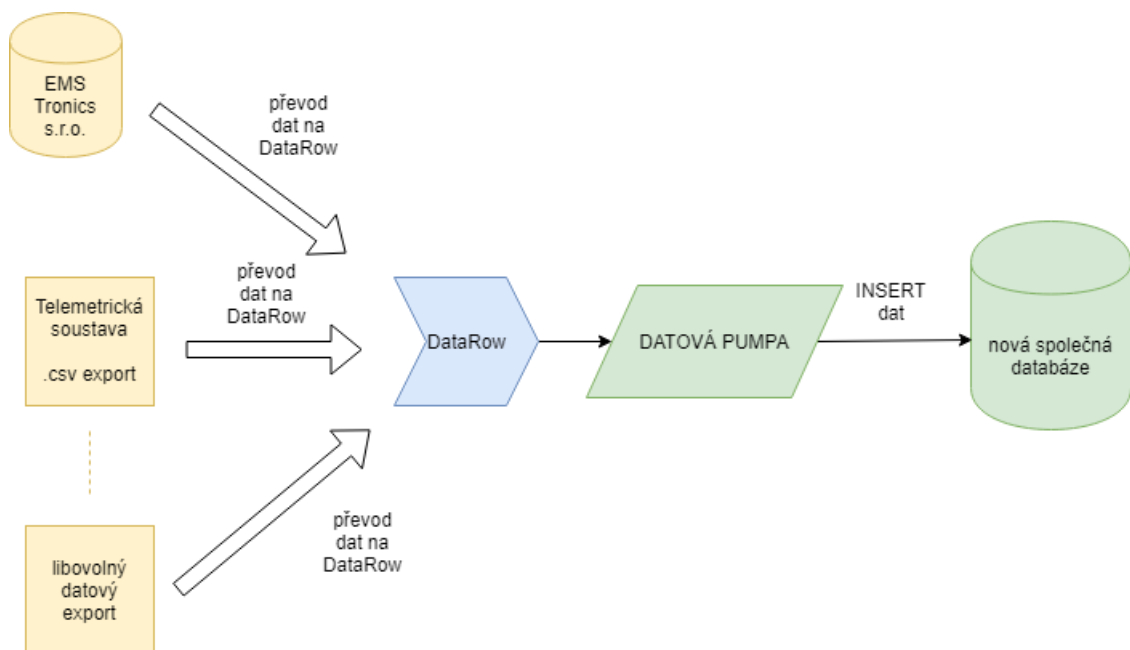 EMS
Tronics
s.r.o.
převod
dat na
DataRow
Telemetrická
soustava
.csv export
převod
dat na
DataRow
libovolný
datový
export
převod
dat na
DataRow
DataRow
DATOVÁ PUMPA
INSERT
dat
nová společná
databáze